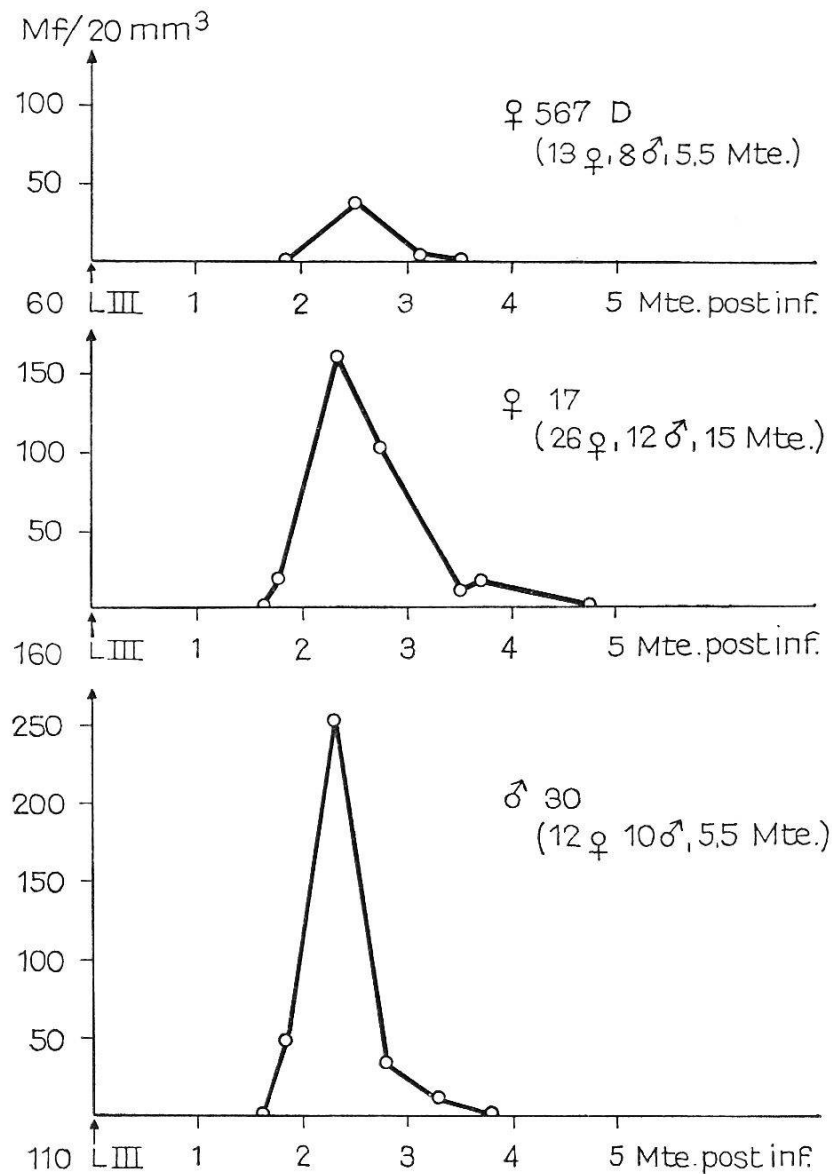 Mf/20 mm³
100
50
♀ 567 D
(13♀, 8♂, 5,5 Mte.)
60 LIII 1 2 3 4 5 Mte. post inf.
150
100
50
♀ 17
(26♀, 12♂, 15 Mte.)
160 LIII 1 2 3 4 5 Mte. post inf.
250
200
150
100
50
♂ 30
(12♀ 10♂, 5,5 Mte.)
110 LIII 1 2 3 4 5 Mte. post inf.